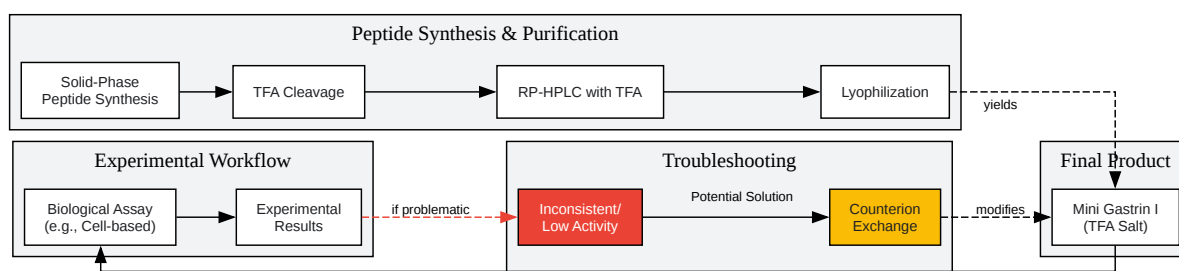 Peptide Synthesis & Purification
Solid-Phase
Peptide Synthesis
TFA Cleavage
RP-HPLC with TFA
Lyophilization
yields
Experimental Workflow
Biological Assay
(e.g., Cell-based)
Experimental
Results
if problematic
Troubleshooting
Inconsistent/
Low Activity
Potential Solution
Counterion
Exchange
modifies
Final Product
Mini Gastrin I
(TFA Salt)